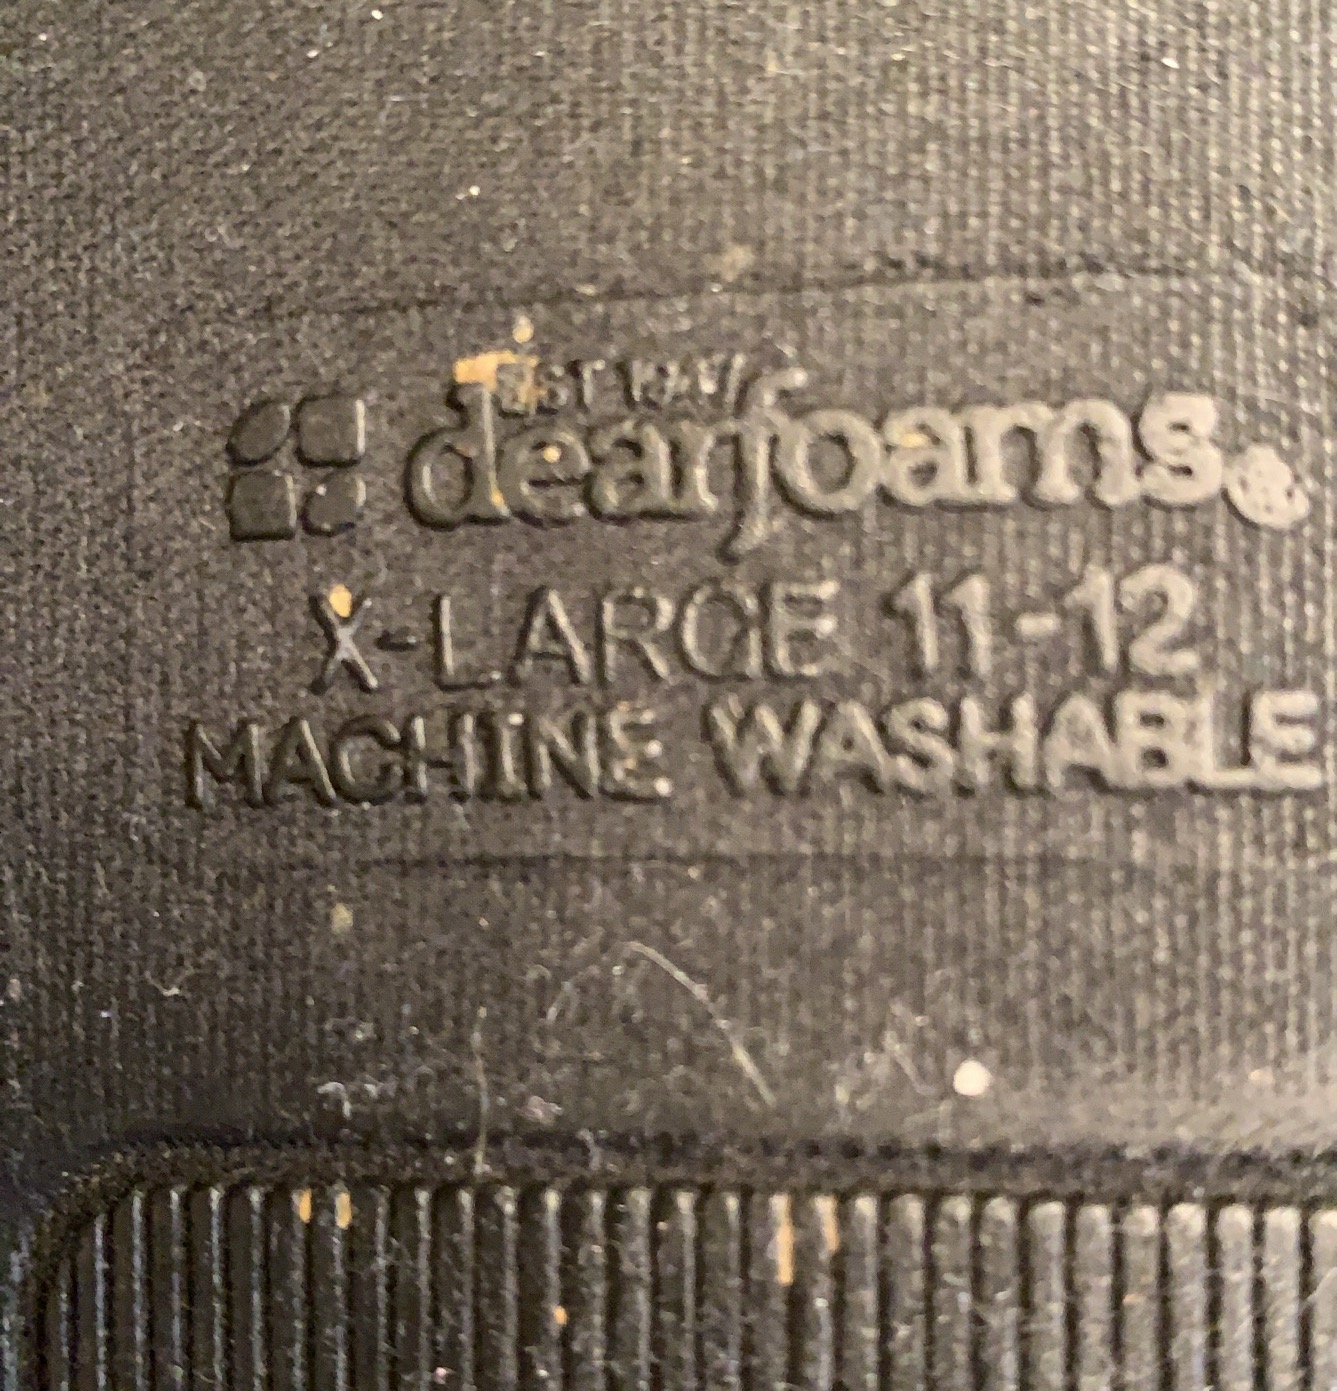 EST 1947
dearfoams®
X-LARGE 11-12
MACHINE WASHABLE